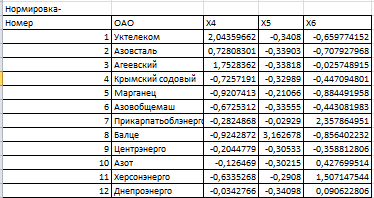 Нормировка-
Номер ОАО X4 X5 X6
1 Уктелеком 2,04359662 -0,3408 -0,659774152
2 Азовсталь 0,72808301 -0,33903 -0,707927968
3 Агеевский 1,7528362 -0,33818 -0,025748915
4 Крымский содовый -0,7257191 -0,32989 -0,447094801
5 Марганец -0,9207413 -0,21066 -0,884491958
6 Азовобщемаш -0,6725312 -0,33555 -0,443081983
7 Прикарпатьоблэнерго -0,2824868 -0,02929 2,357864951
8 Балце -0,9242872 3,162678 -0,856402232
9 Центрэнерго -0,2044779 -0,30533 -0,358812806
10 Азот -0,126469 -0,30215 0,427699514
11 Херсонэнерго -0,6335268 -0,2908 1,507147544
12 Днепроэнерго -0,0342766 -0,34098 0,090622806